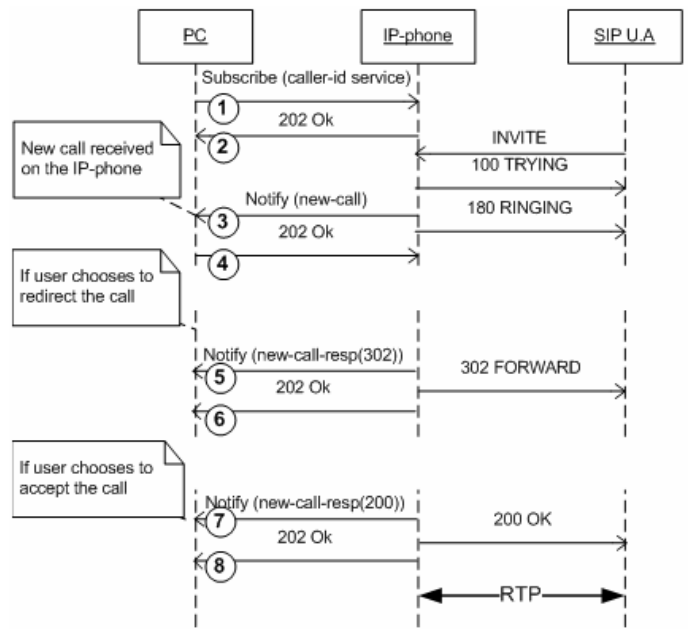 PC
IP-phone
SIP U.A
Subscribe (caller-id service)
1
202 Ok
2
INVITE
New call received
on the IP-phone
100 TRYING
Notify (new-call)
3
180 RINGING
202 Ok
4
If user chooses to
redirect the call
Notify (new-call-resp(302))
5
302 FORWARD
202 Ok
6
If user chooses to
accept the call
Notify (new-call-resp(200))
7
200 OK
202 Ok
8
RTP